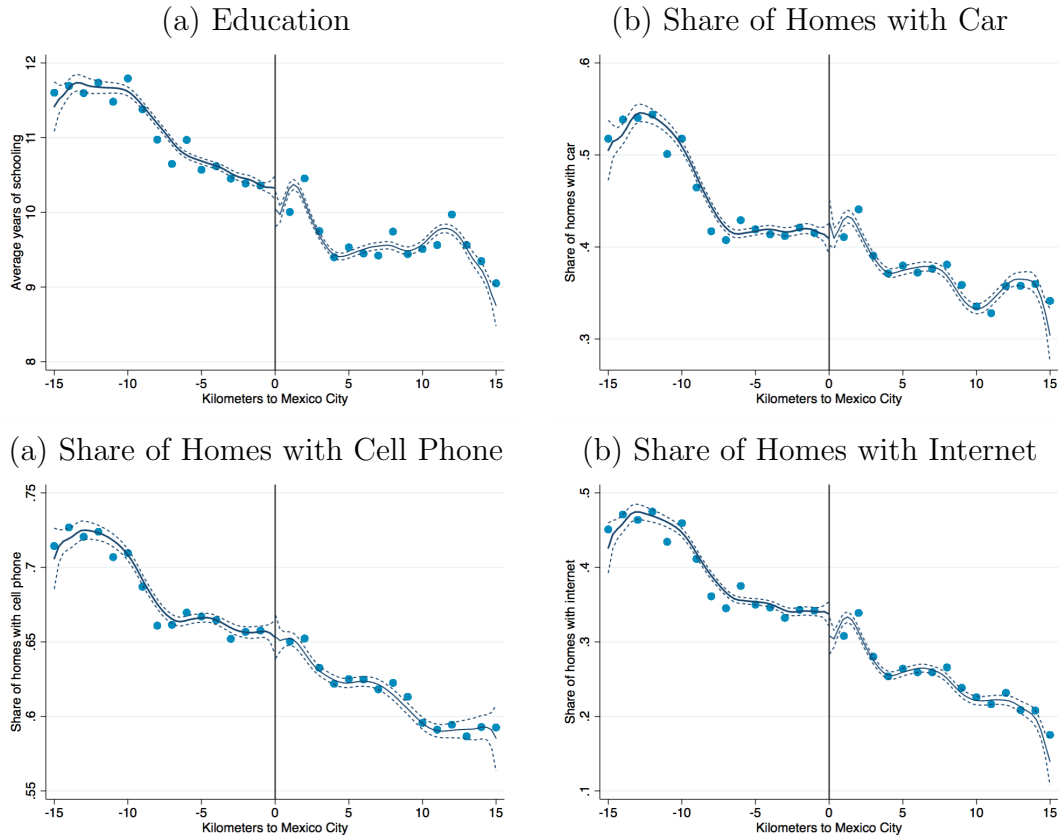 (a) Education
(b) Share of Homes with Car
Average years of schooling
12
11
10
9
8
-15 -10 -5 0 5 10 15
Kilometers to Mexico City
Share of homes with car
.6
.5
.4
.3
-15 -10 -5 0 5 10 15
Kilometers to Mexico City
(a) Share of Homes with Cell Phone
(b) Share of Homes with Internet
Share of homes with cell phone
.75
.7
.65
.6
.55
-15 -10 -5 0 5 10 15
Kilometers to Mexico City
Share of homes with internet
.5
.4
.3
.2
.1
-15 -10 -5 0 5 10 15
Kilometers to Mexico City